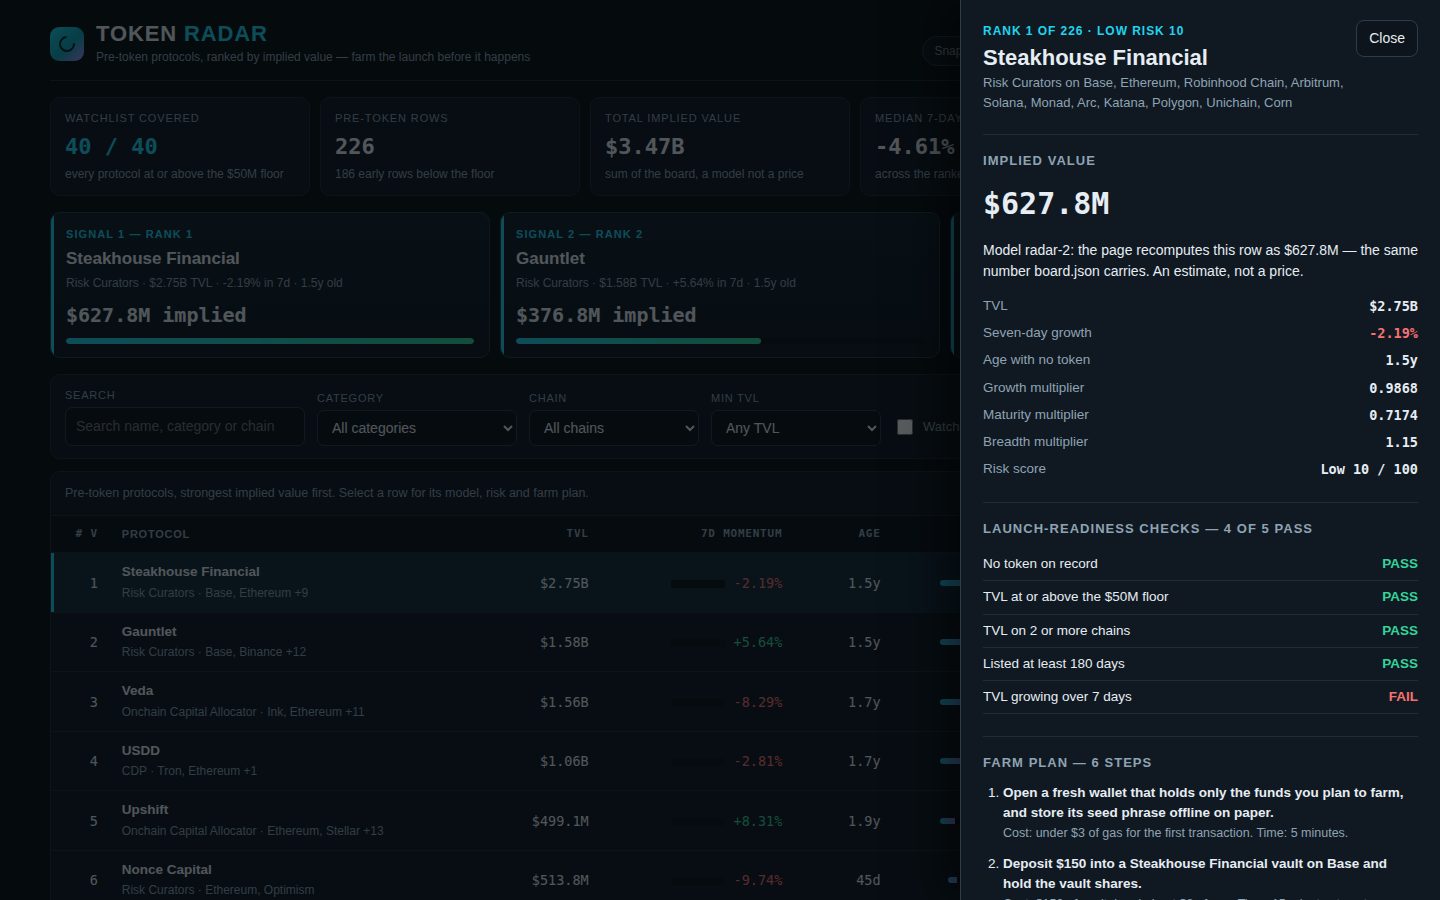 TOKEN RADAR
Pre-token protocols, ranked by implied value — farm the launch before it happens
WATCHLIST COVERED
40 / 40
every protocol at or above the $50M floor
PRE-TOKEN ROWS
226
186 early rows below the floor
TOTAL IMPLIED VALUE
$3.47B
sum of the board, a model not a price
MEDIAN 7-DAY
-4.61%
across the
SIGNAL 1 — RANK 1
Steakhouse Financial
Risk Curators · $2.75B TVL · -2.19% in 7d · 1.5y old
$627.8M implied
SIGNAL 2 — RANK 2
Gauntlet
Risk Curators · $1.58B TVL · +5.64% in 7d · 1.5y old
$376.8M implied
SEARCH
Search name, category or chain
CATEGORY
All categories
CHAIN
All chains
MIN TVL
Any TVL
Pre-token protocols, strongest implied value first. Select a row for its model, risk and farm plan.
# V PROTOCOL TVL 7D MOMENTUM AGE
1 Steakhouse Financial $2.75B -2.19% 1.5y
Risk Curators · Base, Ethereum +9
2 Gauntlet $1.58B +5.64% 1.5y
Risk Curators · Base, Binance +12
3 Veda $1.56B -8.29% 1.7y
Onchain Capital Allocator · Ink, Ethereum +11
4 USDD $1.06B -2.81% 1.7y
CDP · Tron, Ethereum +1
5 Upshift $499.1M +8.31% 1.9y
Onchain Capital Allocator · Ethereum, Stellar +13
6 Nonce Capital $513.8M -9.74% 45d
Risk Curators · Ethereum, Optimism
RANK 1 OF 226 · LOW RISK 10
Close
Steakhouse Financial
Risk Curators on Base, Ethereum, Robinhood Chain, Arbitrum,
Solana, Monad, Arc, Katana, Polygon, Unichain, Corn
IMPLIED VALUE
$627.8M
Model radar-2: the page recomputes this row as $627.8M — the same
number board.json carries. An estimate, not a price.
TVL $2.75B
Seven-day growth -2.19%
Age with no token 1.5y
Growth multiplier 0.9868
Maturity multiplier 0.7174
Breadth multiplier 1.15
Risk score Low 10 / 100
LAUNCH-READINESS CHECKS — 4 OF 5 PASS
No token on record PASS
TVL at or above the $50M floor PASS
TVL on 2 or more chains PASS
Listed at least 180 days PASS
TVL growing over 7 days FAIL
FARM PLAN — 6 STEPS
1. Open a fresh wallet that holds only the funds you plan to farm,
and store its seed phrase offline on paper.
Cost: under $3 of gas for the first transaction. Time: 5 minutes.
2. Deposit $150 into a Steakhouse Financial vault on Base and
hold the vault shares.